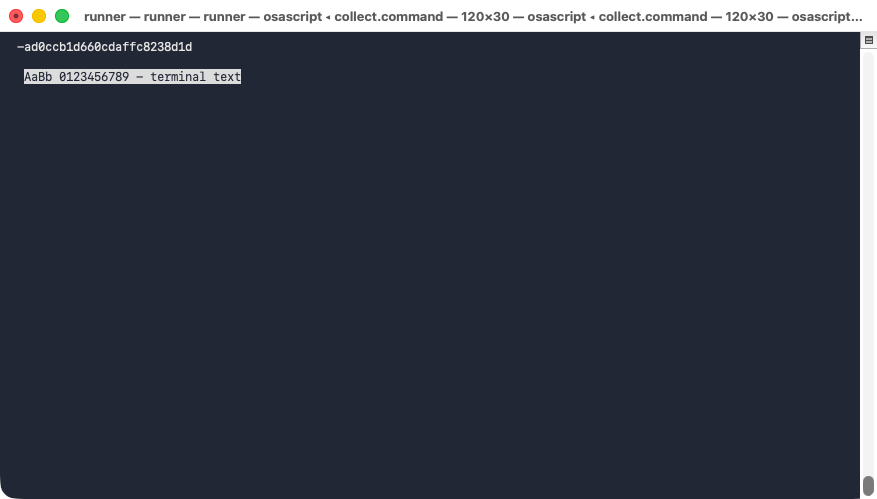 runner — runner — runner — osascript ◂ collect.command — 120×30 — osascript ◂ collect.command — 120×30 — osascript...
-ad0ccb1d660cdaffc8238d1d
AaBb 0123456789 - terminal text